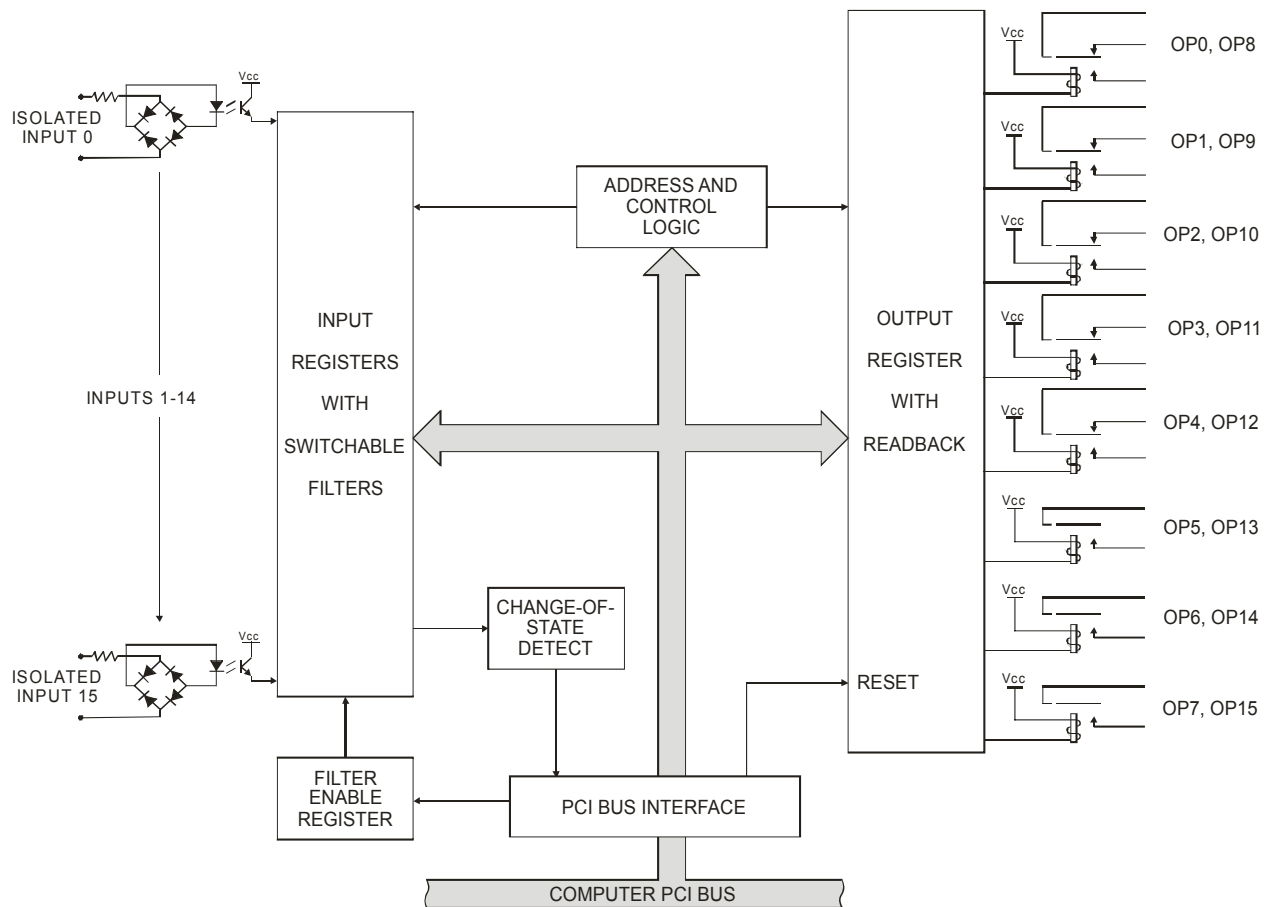 Vcc
ISOLATED
INPUT 0
INPUTS 1-14
Vcc
ISOLATED
INPUT 15
INPUT
REGISTERS
WITH
SWITCHABLE
FILTERS
FILTER
ENABLE
REGISTER
ADDRESS AND
CONTROL
LOGIC
CHANGE-OF-
STATE
DETECT
PCI BUS INTERFACE
COMPUTER PCI BUS
OUTPUT
REGISTER
WITH
READBACK
RESET
Vcc
OP0, OP8
Vcc
OP1, OP9
Vcc
OP2, OP10
Vcc
OP3, OP11
Vcc
OP4, OP12
Vcc
OP5, OP13
Vcc
OP6, OP14
Vcc
OP7, OP15